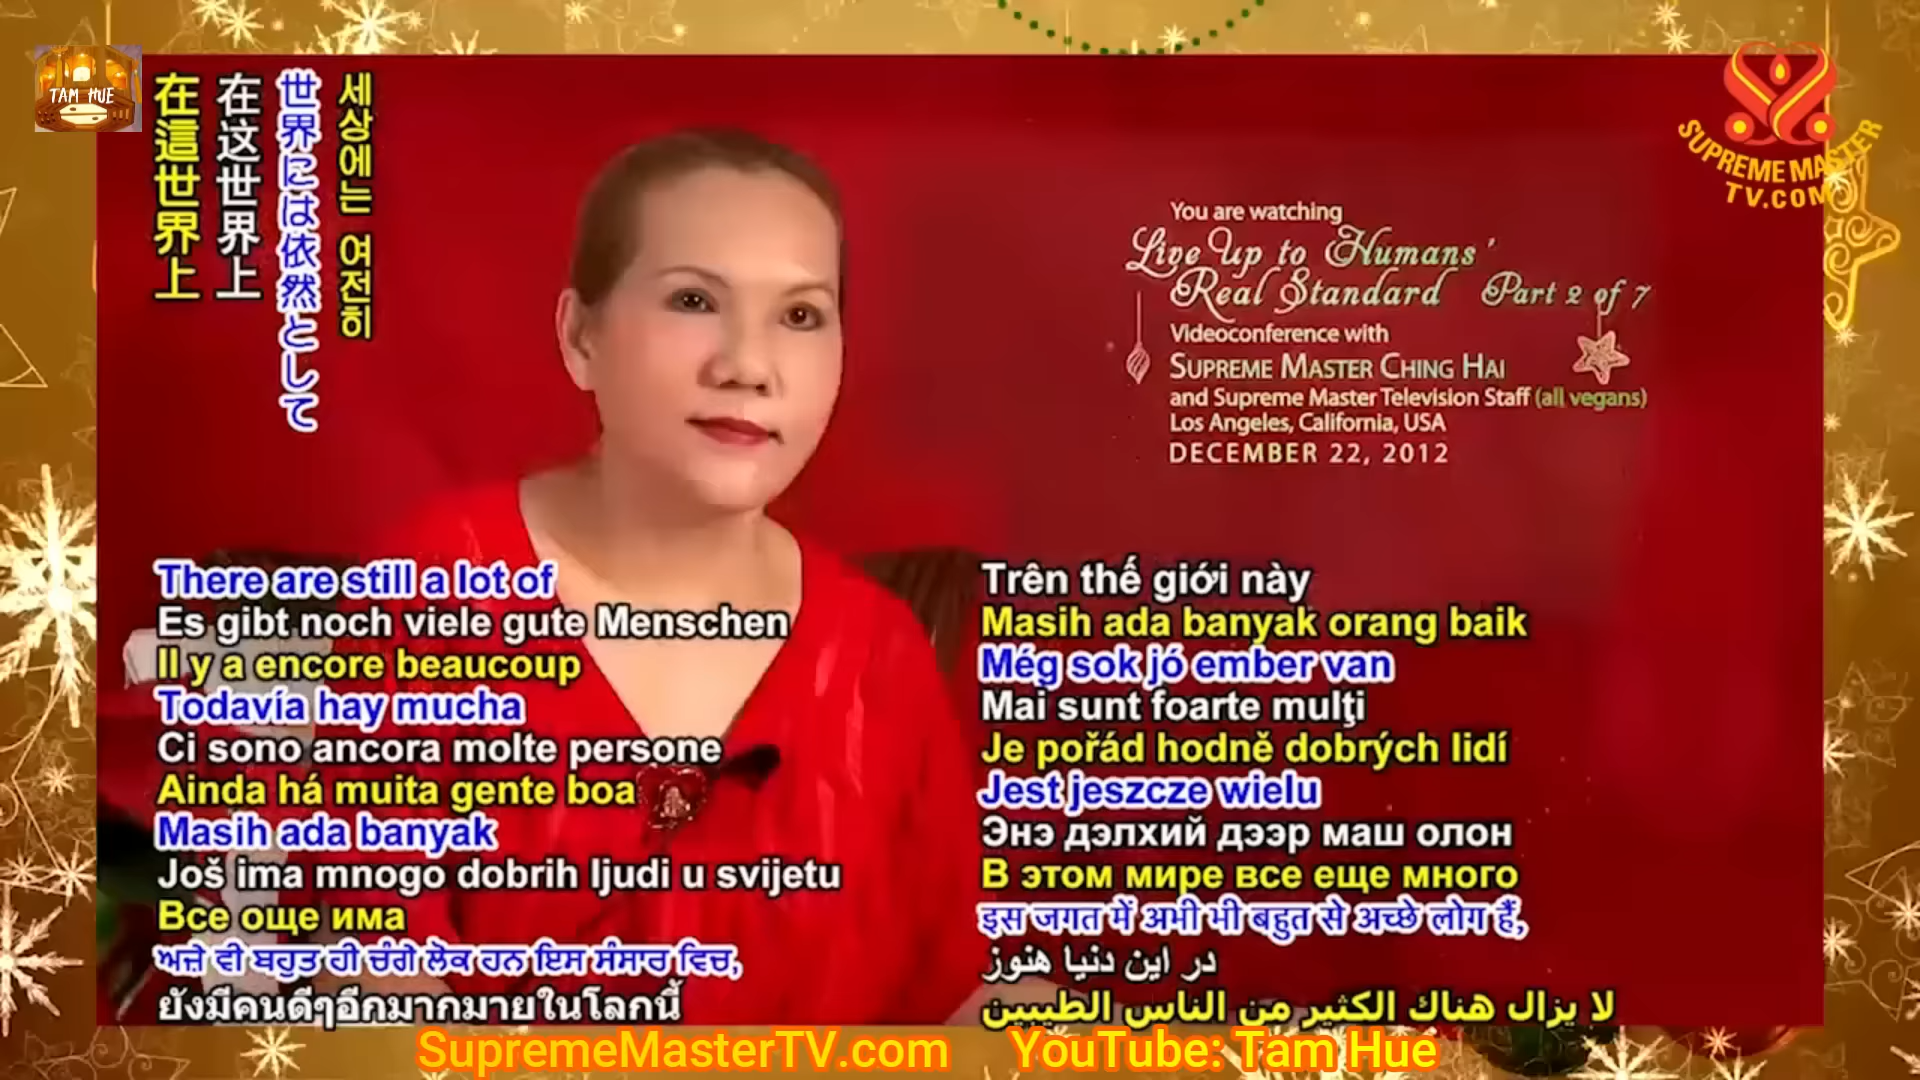 TAM HUE
在這世界上
在这世界上
世界には依然として
세상에는 여전히
SUPREME MASTER
TV.COM
You are watching
Live Up to Humans'
Real Standard Part 2 of 7
Videoconference with
SUPREME MASTER CHING HAI
and Supreme Master Television Staff (all vegans)
Los Angeles, California, USA
DECEMBER 22, 2012
There are still a lot of
Es gibt noch viele gute Menschen
Il y a encore beaucoup
Todavía hay mucha
Ci sono ancora molte persone
Ainda há muita gente boa
Masih ada banyak
Još ima mnogo dobrih ljudi u svijetu
Все още има
ਅਜੇ ਵੀ ਬਹੁਤ ਹੀ ਚੰਗੇ ਲੋਕ ਹਨ ਇਸ ਸੰਸਾਰ ਵਿਚ,
ยังมีคนดีๆอีกมากมายในโลกนี้
Trên thế giới này
Masih ada banyak orang baik
Még sok jó ember van
Mai sunt foarte mulţi
Je pořád hodně dobrých lidí
Jest jeszcze wielu
Энэ дэлхий дээр маш олон
В этом мире все еще много
इस जगत में अभी भी बहुत से अच्छे लोग हैं,
در این دنیا هنوز
لا يزال هناك الكثير من الناس الطيبين
SupremeMasterTV.com YouTube: Tâm Huê